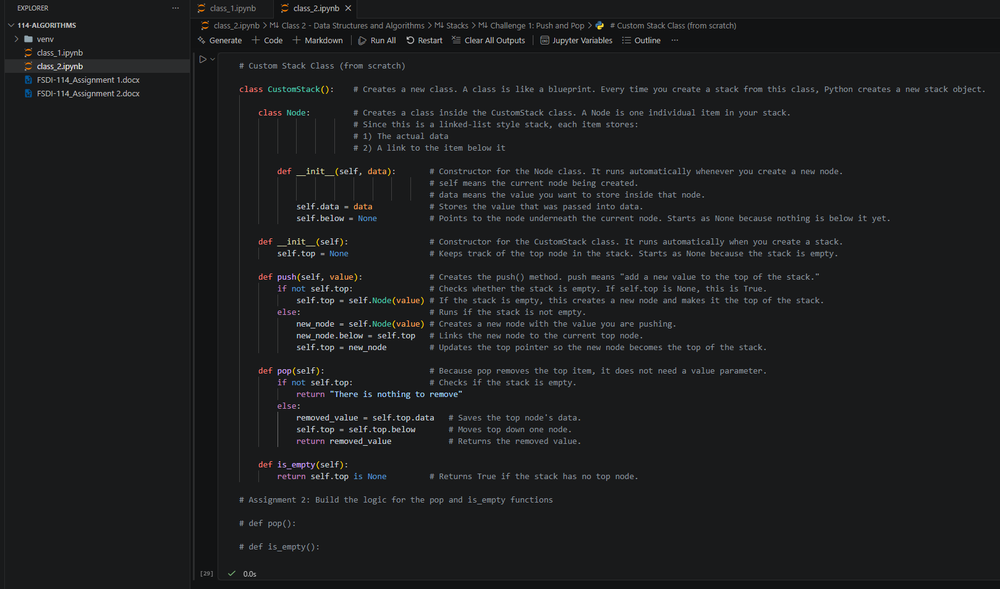 EXPLORER
···
114-ALGORITHMS
venv
class_1.ipynb
class_2.ipynb
FSDI-114_Assignment 1.docx
FSDI-114_Assignment 2.docx
class_1.ipynb
class_2.ipynb ×
class_2.ipynb > M↓ Class 2 - Data Structures and Algorithms > M↓ Stacks > M↓ Challenge 1: Push and Pop > # Custom Stack Class (from scratch)
Generate + Code + Markdown | Run All Restart Clear All Outputs | Jupyter Variables Outline ···
# Custom Stack Class (from scratch)
class CustomStack():    # Creates a new class. A class is like a blueprint. Every time you create a stack from this class, Python creates a new stack object.
    class Node:         # Creates a class inside the CustomStack class. A Node is one individual item in your stack.
                        # Since this is a linked-list style stack, each item stores:
                        # 1) The actual data
                        # 2) A link to the item below it
        def __init__(self, data):       # Constructor for the Node class. It runs automatically whenever you create a new node.
                                        # self means the current node being created.
                                        # data means the value you want to store inside that node.
            self.data = data            # Stores the value that was passed into data.
            self.below = None           # Points to the node underneath the current node. Starts as None because nothing is below it yet.
    def __init__(self):                 # Constructor for the CustomStack class. It runs automatically when you create a stack.
        self.top = None                 # Keeps track of the top node in the stack. Starts as None because the stack is empty.
    def push(self, value):              # Creates the push() method. push means "add a new value to the top of the stack."
        if not self.top:                # Checks whether the stack is empty. If self.top is None, this is True.
            self.top = self.Node(value) # If the stack is empty, this creates a new node and makes it the top of the stack.
        else:                           # Runs if the stack is not empty.
            new_node = self.Node(value) # Creates a new node with the value you are pushing.
            new_node.below = self.top   # Links the new node to the current top node.
            self.top = new_node         # Updates the top pointer so the new node becomes the top of the stack.
    def pop(self):                      # Because pop removes the top item, it does not need a value parameter.
        if not self.top:                # Checks if the stack is empty.
            return "There is nothing to remove"
        else:
            removed_value = self.top.data   # Saves the top node's data.
            self.top = self.top.below       # Moves top down one node.
            return removed_value            # Returns the removed value.
    def is_empty(self):
        return self.top is None         # Returns True if the stack has no top node.
# Assignment 2: Build the logic for the pop and is_empty functions
# def pop():
# def is_empty():
[29] ✓ 0.0s